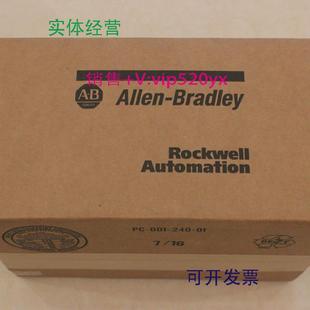 实体经营
销售+V:vip520yx
AB
Allen-Bradley
Rockwell
Automation
PC-001-240-01
7/16
可开发票